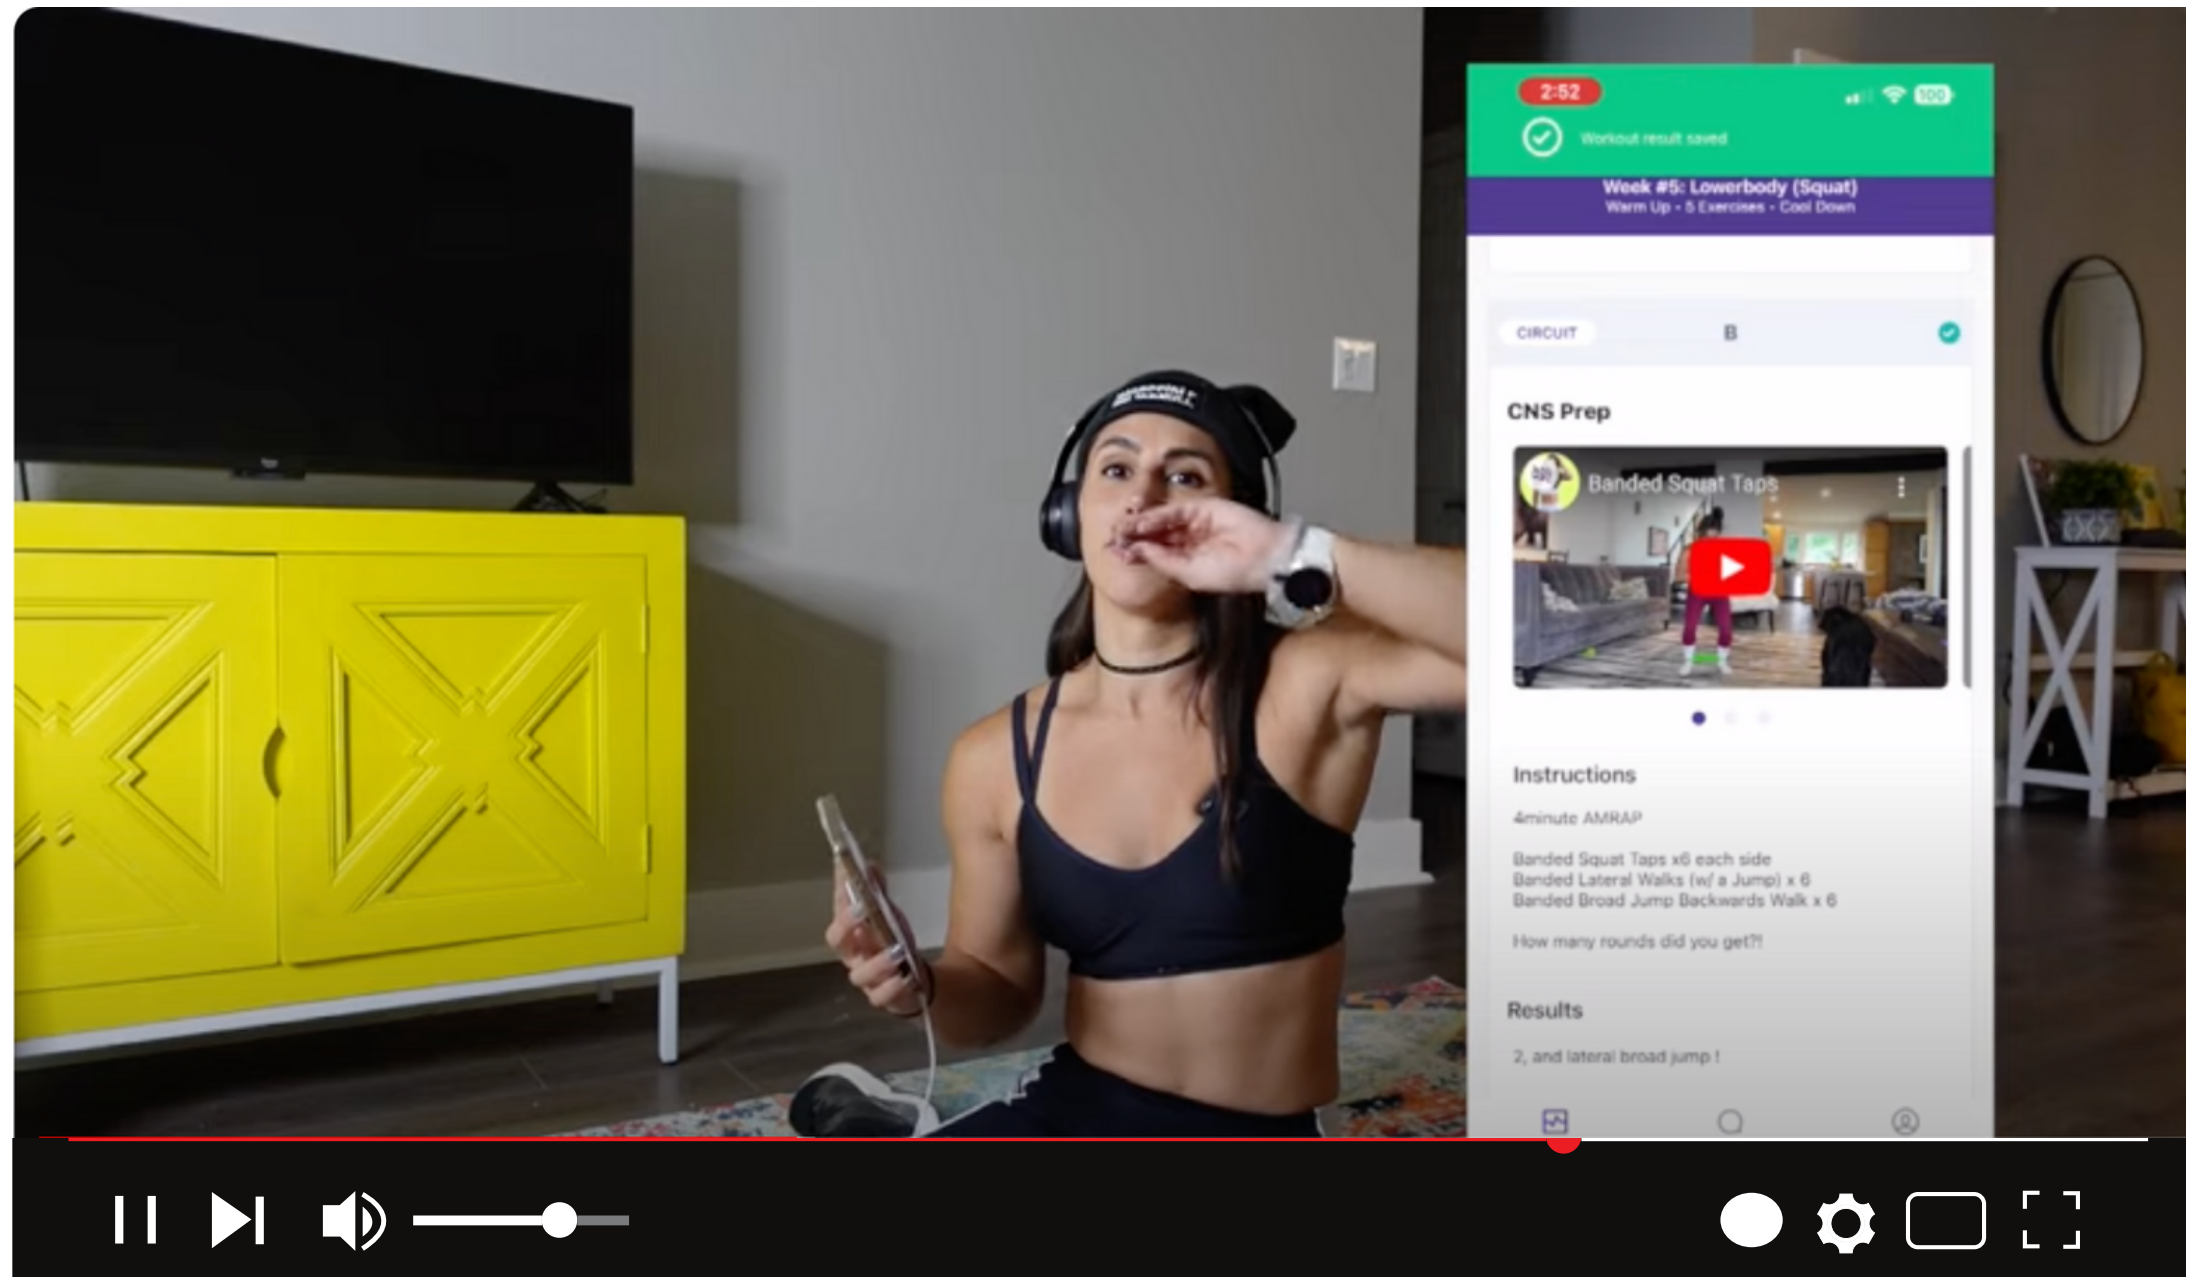 2:52
100
Workout result saved
Week #5: Lowerbody (Squat)
Warm Up - 5 Exercises - Cool Down
CIRCUIT
B
CNS Prep
Banded Squat Taps
Instructions
4minute AMRAP
Banded Squat Taps x6 each side
Banded Lateral Walks (w/ a Jump) x 6
Banded Broad Jump Backwards Walk x 6
How many rounds did you get?!
Results
2, and lateral broad jump !